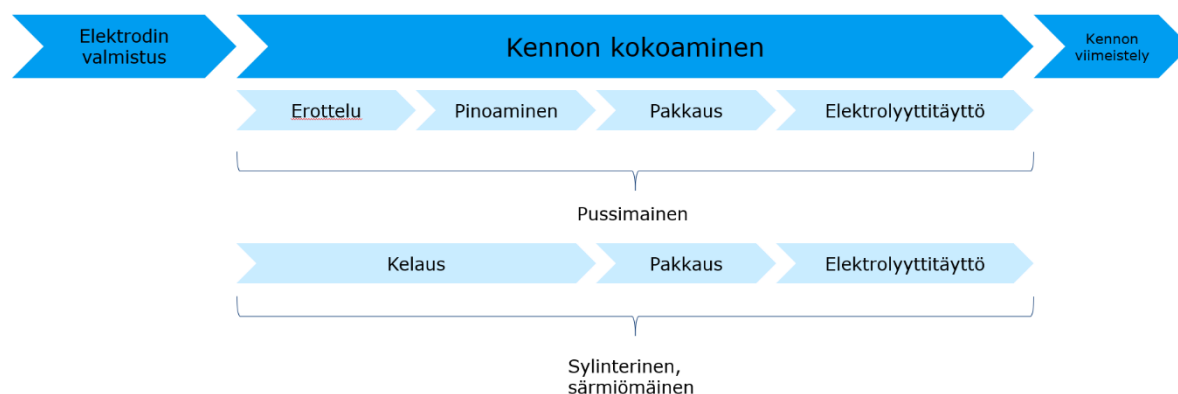 Elektrodin
valmistus
Kennon kokoaminen
Kennon
viimeistely
Erottelu
Pinoaminen
Pakkaus
Elektrolyyttitäyttö
Pussimainen
Kelaus
Pakkaus
Elektrolyyttitäyttö
Sylinterinen,
särmiömäinen